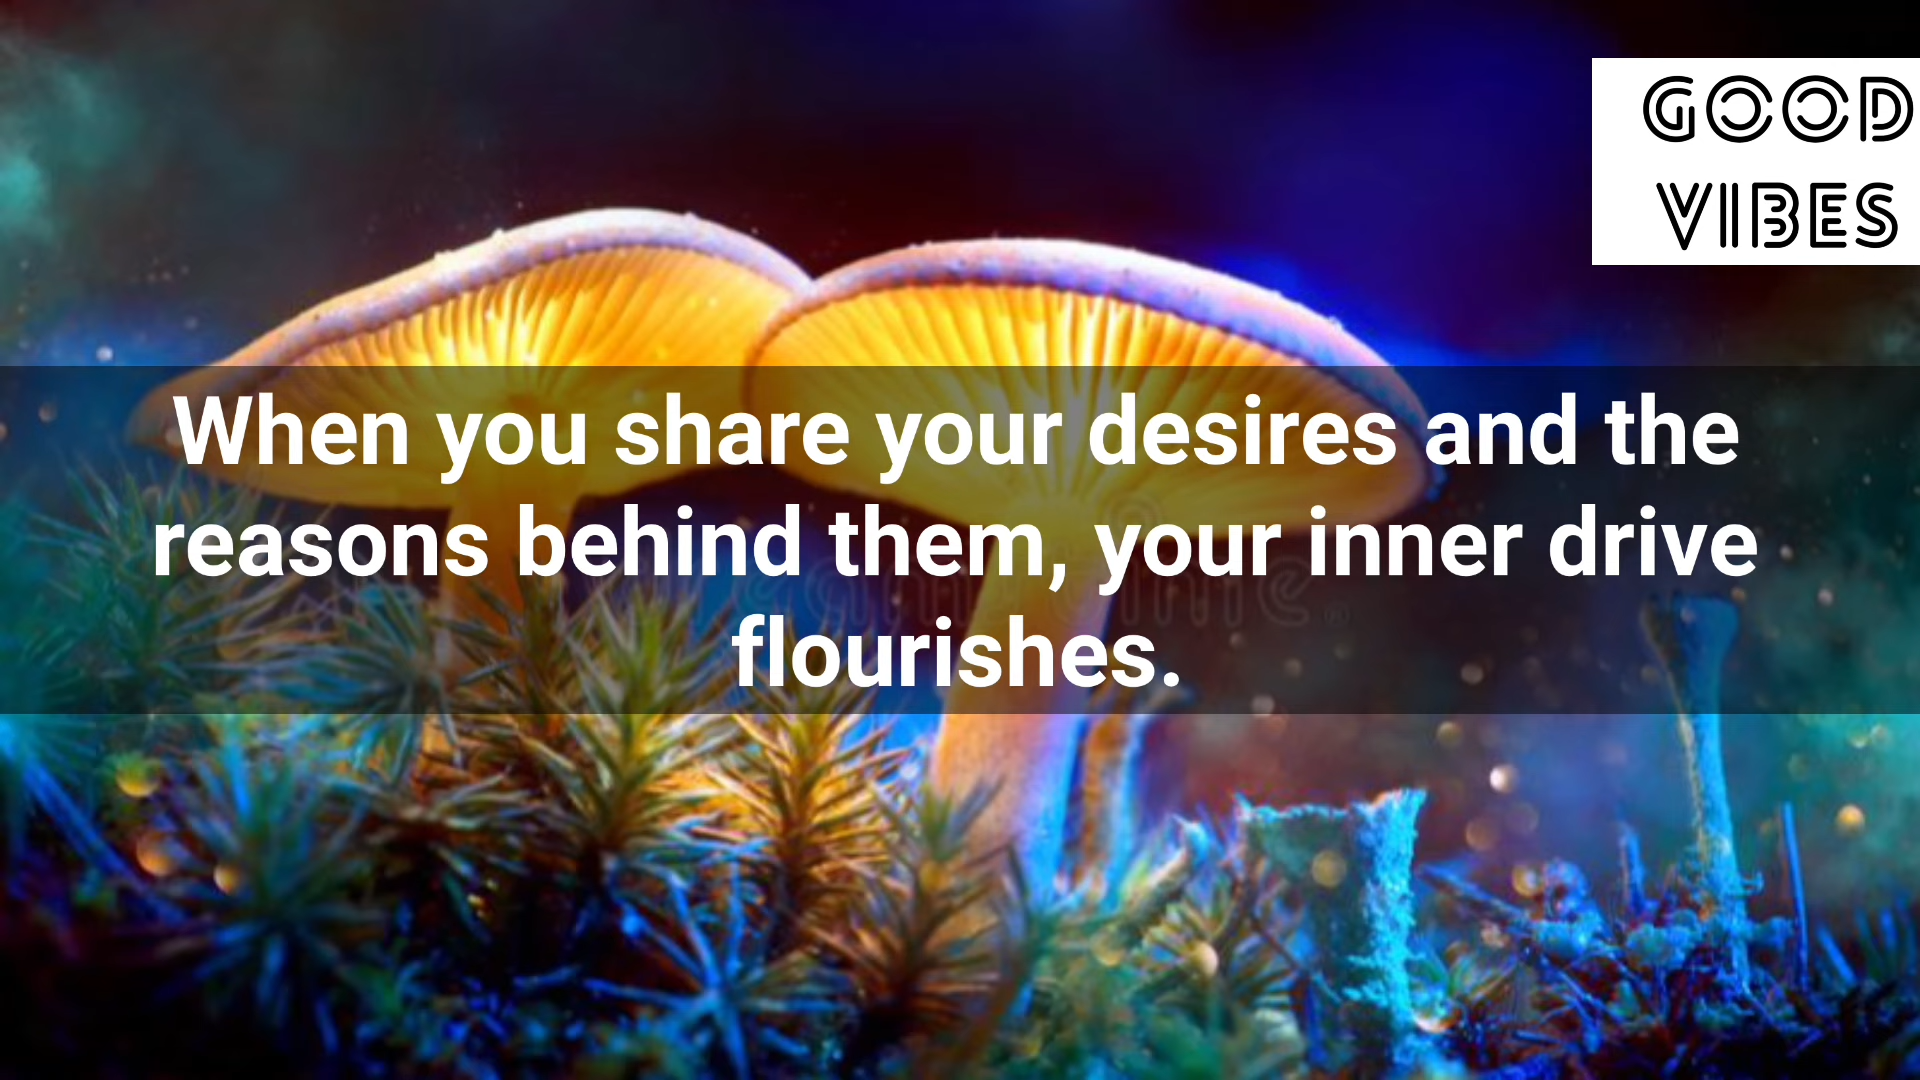 GOOD
VIBES
When you share your desires and the
reasons behind them, your inner drive
flourishes.